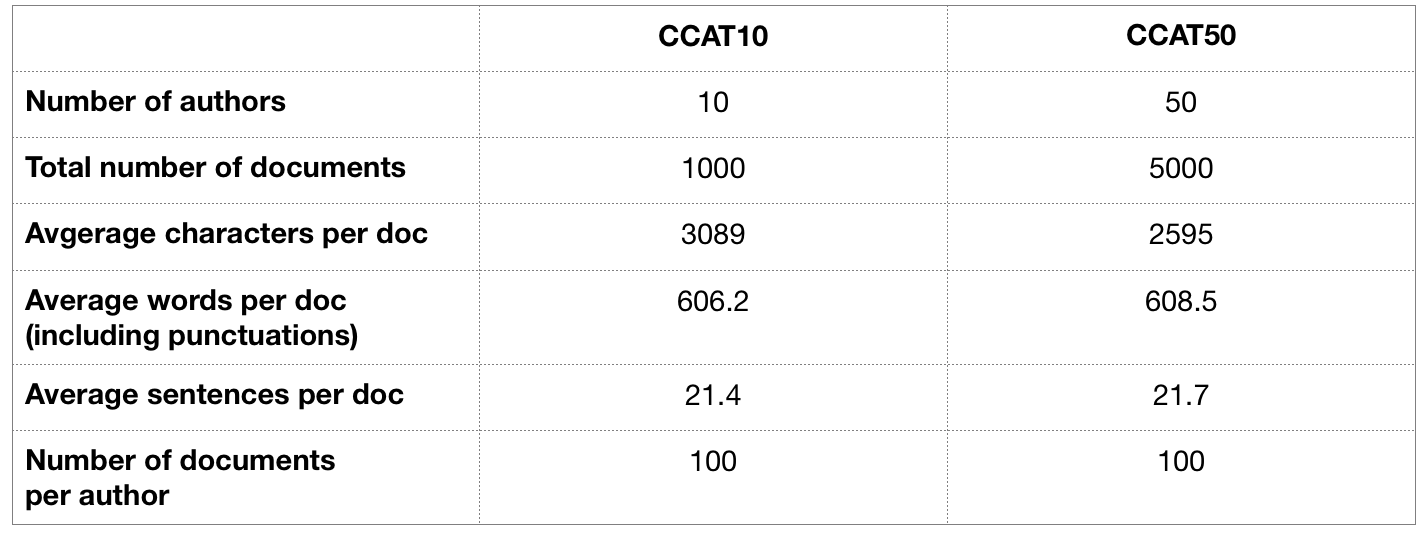 CCAT10 CCAT50
Number of authors 10 50
Total number of documents 1000 5000
Avgerage characters per doc 3089 2595
Average words per doc 606.2 608.5
(including punctuations)
Average sentences per doc 21.4 21.7
Number of documents 100 100
per author